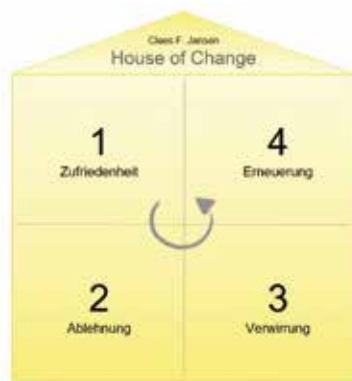 Claes F. Janssen
House of Change
1
Zufriedenheit
4
Erneuerung
2
Ablehnung
3
Verwirrung